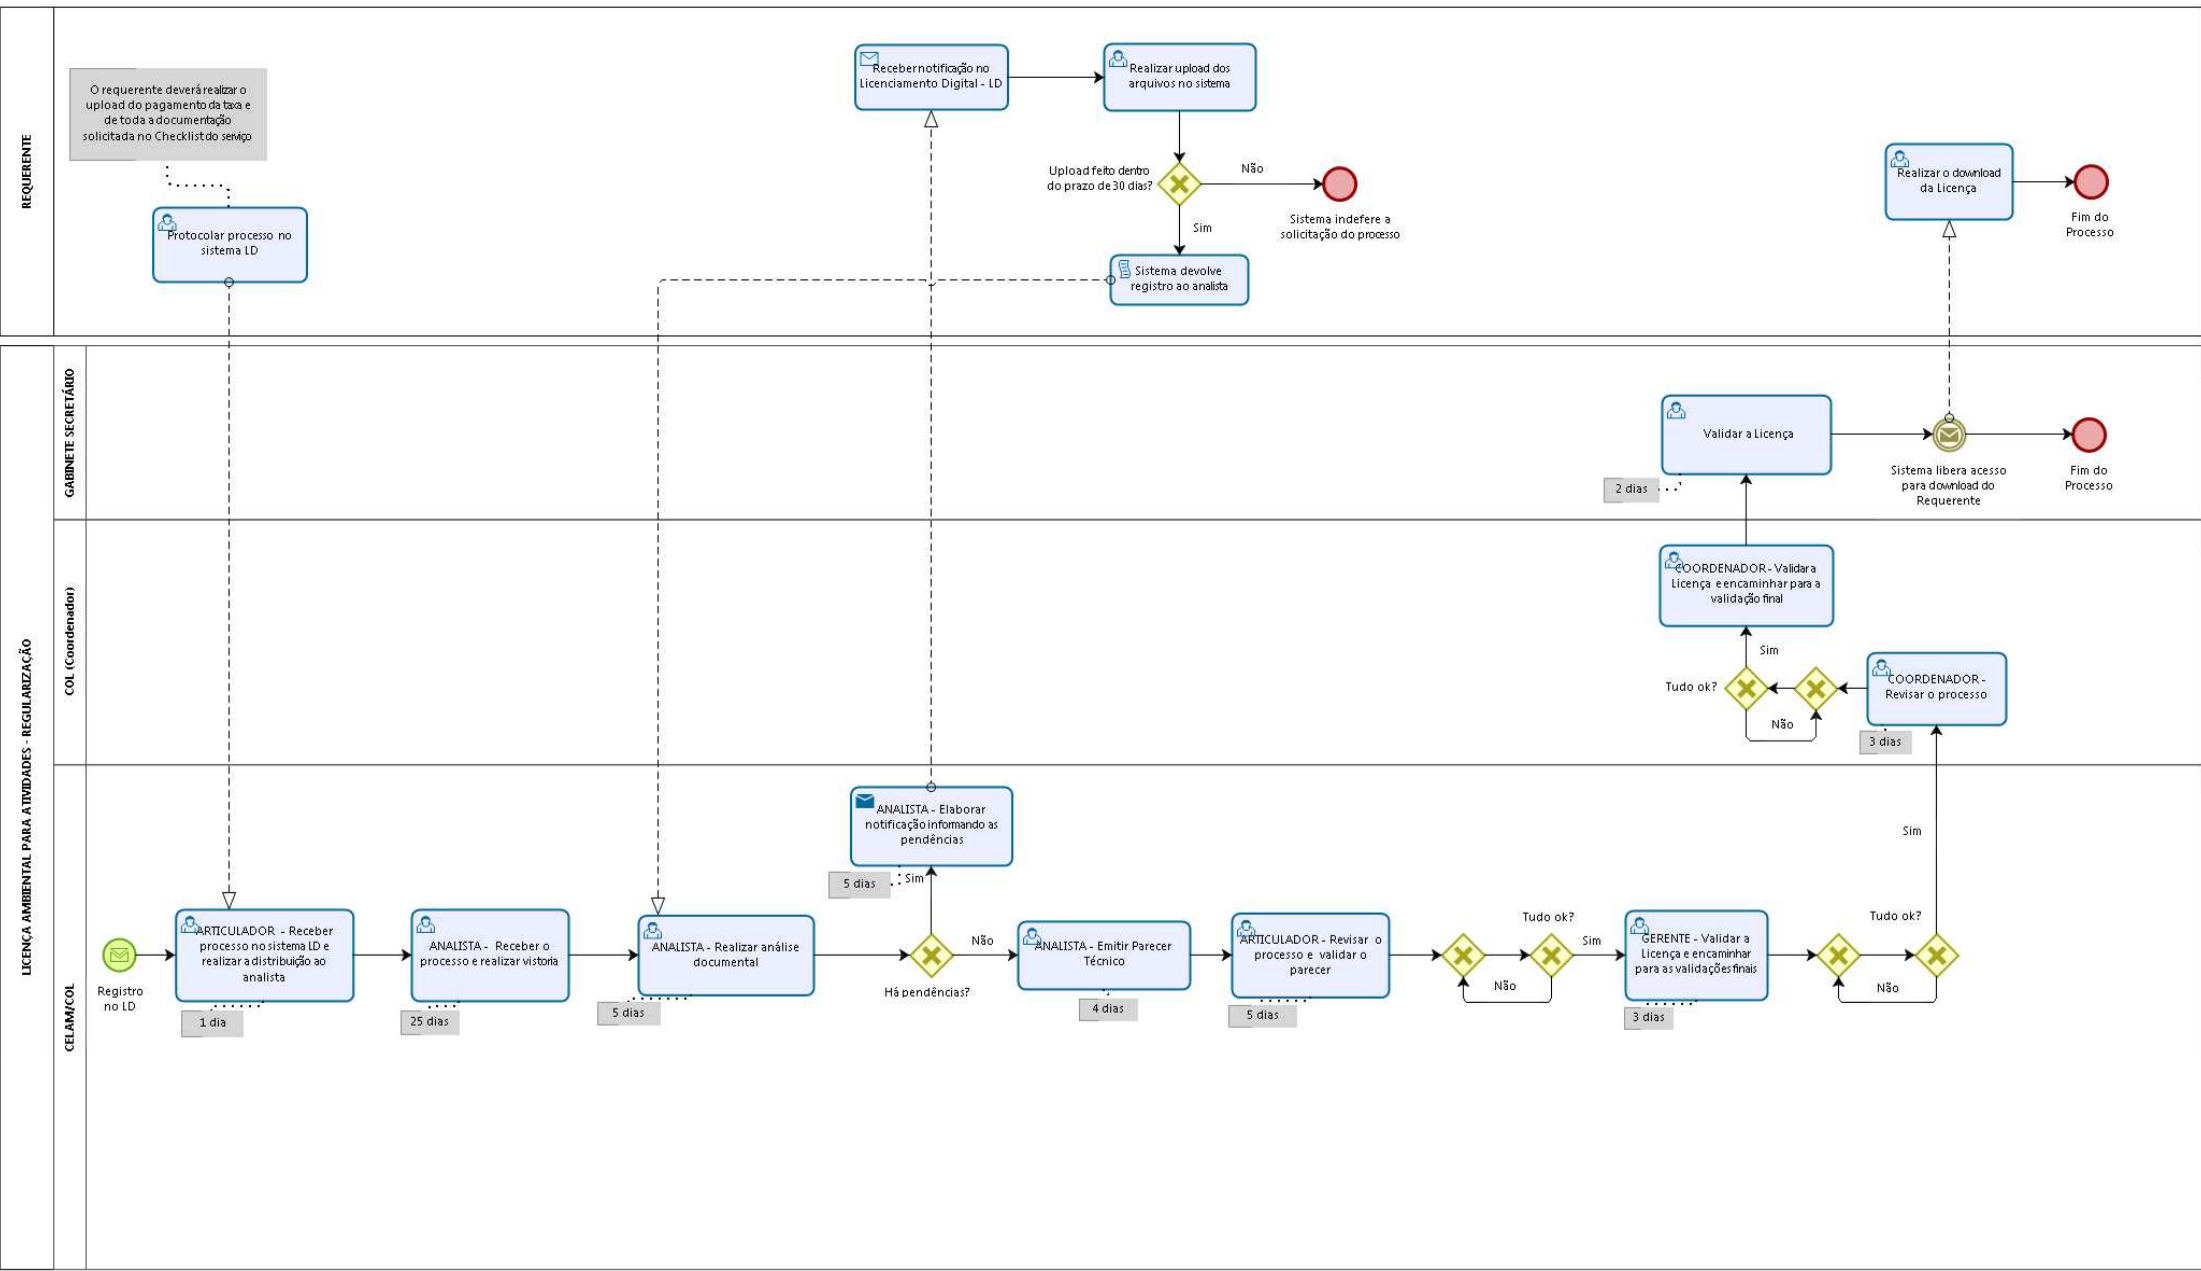 REQUERENTE
O requerente deverá realizar o
upload do pagamento da taxa e
de toda a documentação
solicitada no Checklist do serviço
Protocolar processo no
sistema LD
Receber notificação no
Licenciamento Digital - LD
Realizar upload dos
arquivos no sistema
Upload feito dentro
do prazo de 30 dias?
Não
Sistema indefere a
solicitação do processo
Sim
Sistema devolve
registro ao analista
Realizar o download
da Licença
Fim do
Processo
LICENÇA AMBIENTAL PARA ATIVIDADES - REGULARIZAÇÃO
GABINETE SECRETÁRIO
Validar a Licença
2 dias
Sistema libera acesso
para download do
Requerente
Fim do
Processo
COL (Coordenador)
COORDENADOR - Validar a
Licença e encaminhar para a
validação final
Sim
Tudo ok?
Não
COORDENADOR -
Revisar o processo
3 dias
CELAM/COL
ANALISTA - Elaborar
notificação informando as
pendências
5 dias
Sim
Registro
no LD
ARTICULADOR - Receber
processo no sistema LD e
realizar a distribuição ao
analista
1 dia
ANALISTA - Receber o
processo e realizar vistoria
25 dias
ANALISTA - Realizar análise
documental
5 dias
Há pendências?
Não
ANALISTA - Emitir Parecer
Técnico
4 dias
ARTICULADOR - Revisar o
processo e validar o
parecer
5 dias
Tudo ok?
Não
Sim
GERENTE - Validar a
Licença e encaminhar
para as validações finais
3 dias
Tudo ok?
Não
Sim